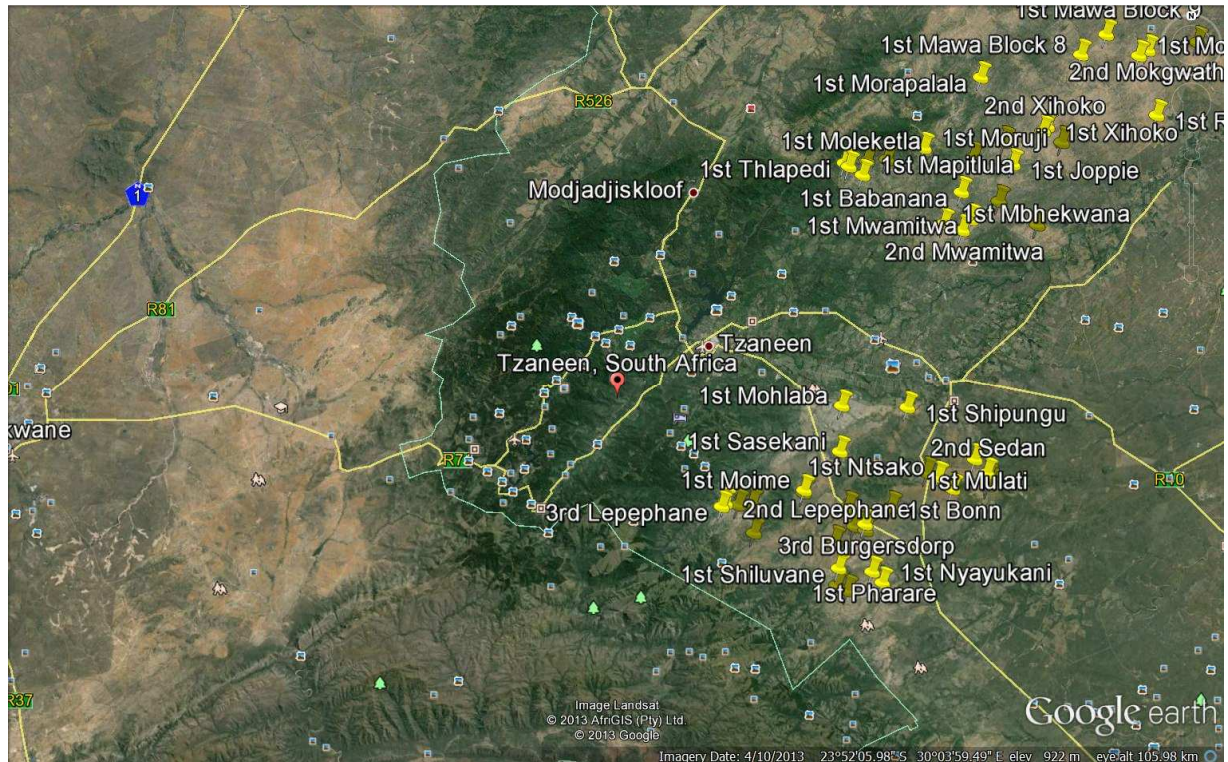 1st Mawa Block 9
N
1st Mawa Block 8
1st Mo
2nd Mokgwath
1st Morapalala
R526
2nd Xihoko
1st R
1st Moleketla
1st Moruji
1st Xihoko
1st Thlapedi
1st Mapitlula
1st Joppie
1
Modjadjiskloof
1st Babanana
1st Mbhekwana
1st Mwamitwa
2nd Mwamitwa
R81
Tzaneen
Tzaneen, South Africa
01
1st Mohlaba
1st Shipungu
kwane
1st Sasekani
2nd Sedan
R7
1st Ntsako
1st Moime
1st Mulati
R40
3rd Lepephane
2nd Lepephane
1st Bonn
3rd Burgersdorp
1st Shiluvane
1st Nyayukani
1st Pharare
R37
Image Landsat
© 2013 AfriGIS (Pty) Ltd.
© 2013 Google
Google earth
Imagery Date: 4/10/2013 23°52'05.98" S 30°03'59.49" E elev 922 m eye alt 105.98 km